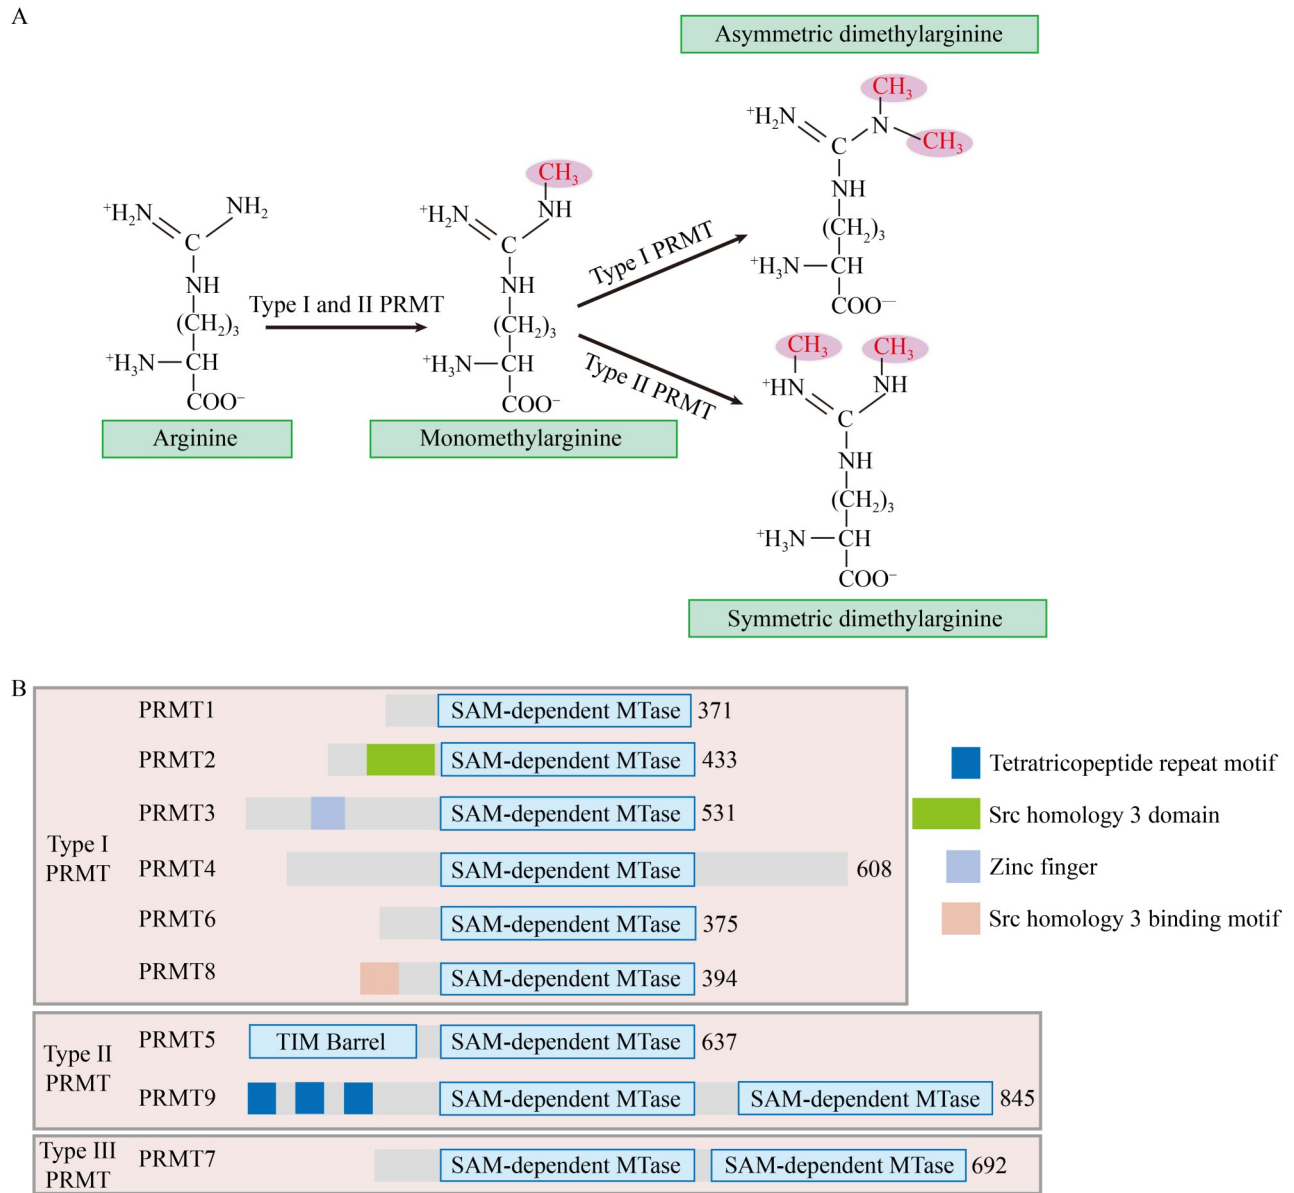 A
Asymmetric dimethylarginine
CH₃
⁺H₂N
N
CH₃
C
NH
(CH₂)₃
⁺H₃N
CH
COO⁻
⁺H₂N
NH₂
C
NH
(CH₂)₃
⁺H₃N
CH
COO⁻
Arginine
Type I and II PRMT
CH₃
⁺H₂N
NH
C
NH
(CH₂)₃
⁺H₃N
CH
COO⁻
Monomethylarginine
Type I PRMT
Type II PRMT
CH₃
CH₃
⁺HN
NH
C
NH
(CH₂)₃
⁺H₃N
CH
COO⁻
Symmetric dimethylarginine
B
Type I
PRMT
PRMT1 SAM-dependent MTase 371
PRMT2 SAM-dependent MTase 433
PRMT3 SAM-dependent MTase 531
PRMT4 SAM-dependent MTase 608
PRMT6 SAM-dependent MTase 375
PRMT8 SAM-dependent MTase 394
Type II
PRMT
PRMT5 TIM Barrel SAM-dependent MTase 637
PRMT9 SAM-dependent MTase SAM-dependent MTase 845
Type III
PRMT
PRMT7 SAM-dependent MTase SAM-dependent MTase 692
Tetratricopeptide repeat motif
Src homology 3 domain
Zinc finger
Src homology 3 binding motif